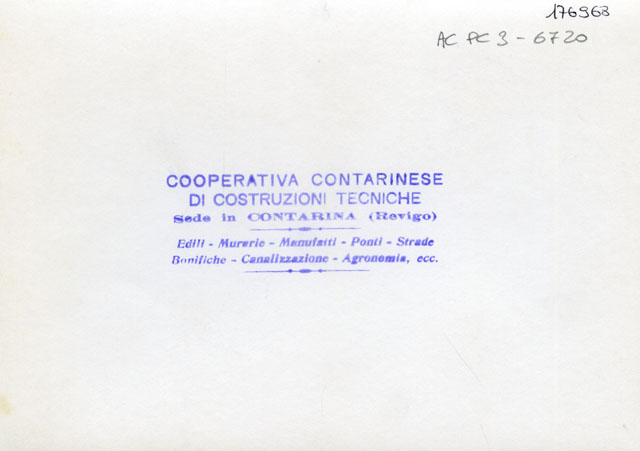 176968
AC PC 3 - 6720
COOPERATIVA CONTARINESE
DI COSTRUZIONI TECNICHE
Sede in CONTARINA (Rovigo)
Edili - Murarie - Manufatti - Ponti - Strade
Bonifiche - Canalizzazione - Agronomia, ecc.